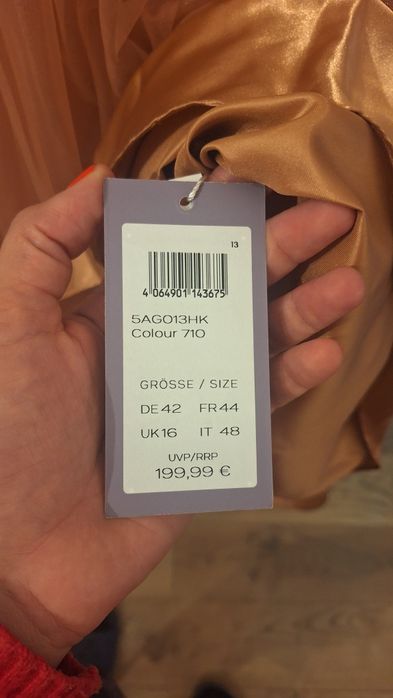 13
4 064901 143675
5AG013HK
Colour 710
GRÖSSE / SIZE
DE 42 FR 44
UK 16 IT 48
UVP/RRP
199,99 €